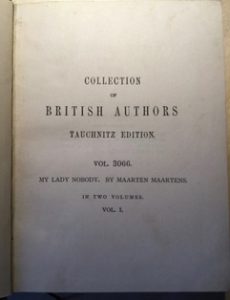 COLLECTION
OF
BRITISH AUTHORS
TAUCHNITZ EDITION.
VOL. 3066.
MY LADY NOBODY. BY MAARTEN MAARTENS.
IN TWO VOLUMES.
VOL. I.